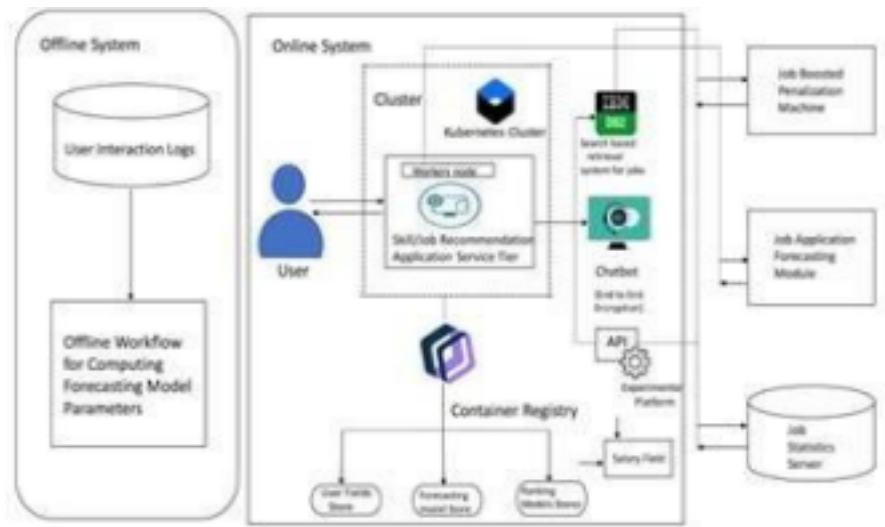 Offline System
User Interaction Logs
Offline Workflow
for Computing
Forecasting Model
Parameters
Online System
Cluster
Kubernetes Cluster
Workers node
Skill/Job Recommendation
Application Service Tier
User
IBM
DB2
Search based
retrieval
system for jobs
Chatbot
(End to End
Encryption)
API
Experimental
Platform
Container Registry
Salary Field
User Fields
Store
Forecasting
model Store
Ranking
Models Stores
Job Boosted
Penalization
Machine
Job Application
Forecasting
Module
Job
Statistics
Server